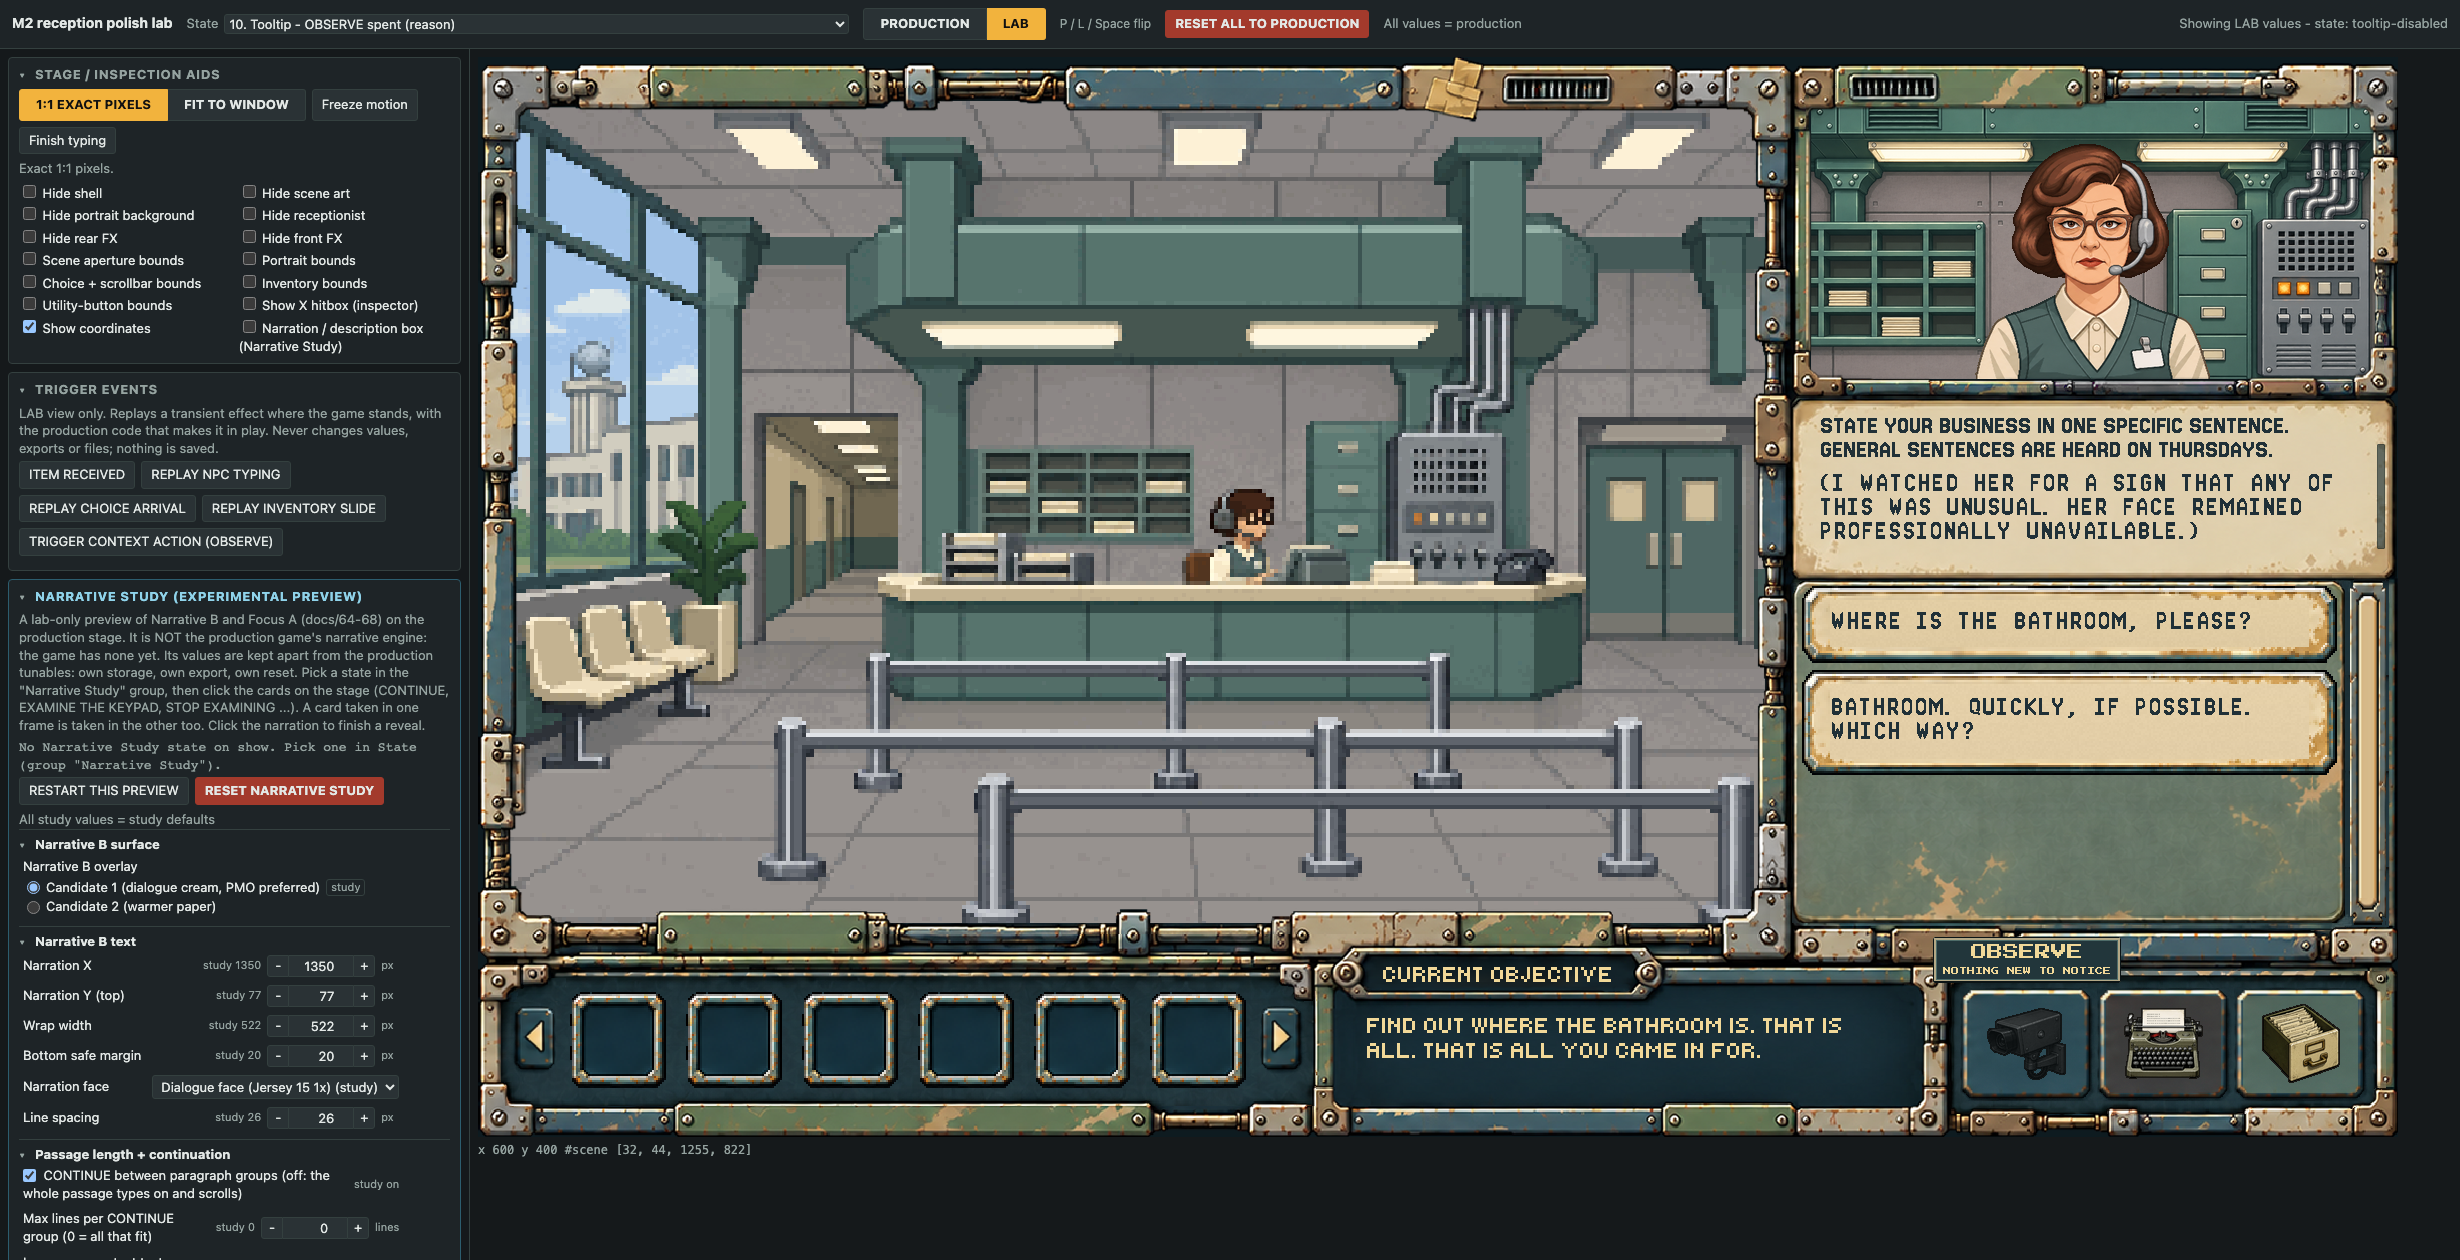 M2 reception polish lab
State
10. Tooltip - OBSERVE spent (reason)
PRODUCTION
LAB
P / L / Space flip
RESET ALL TO PRODUCTION
All values = production
Showing LAB values - state: tooltip-disabled
STAGE / INSPECTION AIDS
1:1 EXACT PIXELS
FIT TO WINDOW
Freeze motion
Finish typing
Exact 1:1 pixels.
Hide shell
Hide scene art
Hide portrait background
Hide receptionist
Hide rear FX
Hide front FX
Scene aperture bounds
Portrait bounds
Choice + scrollbar bounds
Inventory bounds
Utility-button bounds
Show X hitbox (inspector)
Show coordinates
Narration / description box
(Narrative Study)
TRIGGER EVENTS
LAB view only. Replays a transient effect where the game stands, with
the production code that makes it in play. Never changes values,
exports or files; nothing is saved.
ITEM RECEIVED
REPLAY NPC TYPING
REPLAY CHOICE ARRIVAL
REPLAY INVENTORY SLIDE
TRIGGER CONTEXT ACTION (OBSERVE)
NARRATIVE STUDY (EXPERIMENTAL PREVIEW)
A lab-only preview of Narrative B and Focus A (docs/64-68) on the
production stage. It is NOT the production game's narrative engine:
the game has none yet. Its values are kept apart from the production
tunables: own storage, own export, own reset. Pick a state in the
"Narrative Study" group, then click the cards on the stage (CONTINUE,
EXAMINE THE KEYPAD, STOP EXAMINING ...). A card taken in one
frame is taken in the other too. Click the narration to finish a reveal.
No Narrative Study state on show. Pick one in State
(group "Narrative Study").
RESTART THIS PREVIEW
RESET NARRATIVE STUDY
All study values = study defaults
Narrative B surface
Narrative B overlay
Candidate 1 (dialogue cream, PMO preferred) study
Candidate 2 (warmer paper)
Narrative B text
Narration X study 1350 - 1350 + px
Narration Y (top) study 77 - 77 + px
Wrap width study 522 - 522 + px
Bottom safe margin study 20 - 20 + px
Narration face Dialogue face (Jersey 15 1x) (study)
Line spacing study 26 - 26 + px
Passage length + continuation
CONTINUE between paragraph groups (off: the
whole passage types on and scrolls) study on
Max lines per CONTINUE
group (0 = all that fit) study 0 - 0 + lines
STATE YOUR BUSINESS IN ONE SPECIFIC SENTENCE.
GENERAL SENTENCES ARE HEARD ON THURSDAYS.
(I WATCHED HER FOR A SIGN THAT ANY OF
THIS WAS UNUSUAL. HER FACE REMAINED
PROFESSIONALLY UNAVAILABLE.)
WHERE IS THE BATHROOM, PLEASE?
BATHROOM. QUICKLY, IF POSSIBLE.
WHICH WAY?
OBSERVE
NOTHING NEW TO NOTICE
CURRENT OBJECTIVE
FIND OUT WHERE THE BATHROOM IS. THAT IS
ALL. THAT IS ALL YOU CAME IN FOR.
x 600 y 400 #scene [32, 44, 1255, 822]